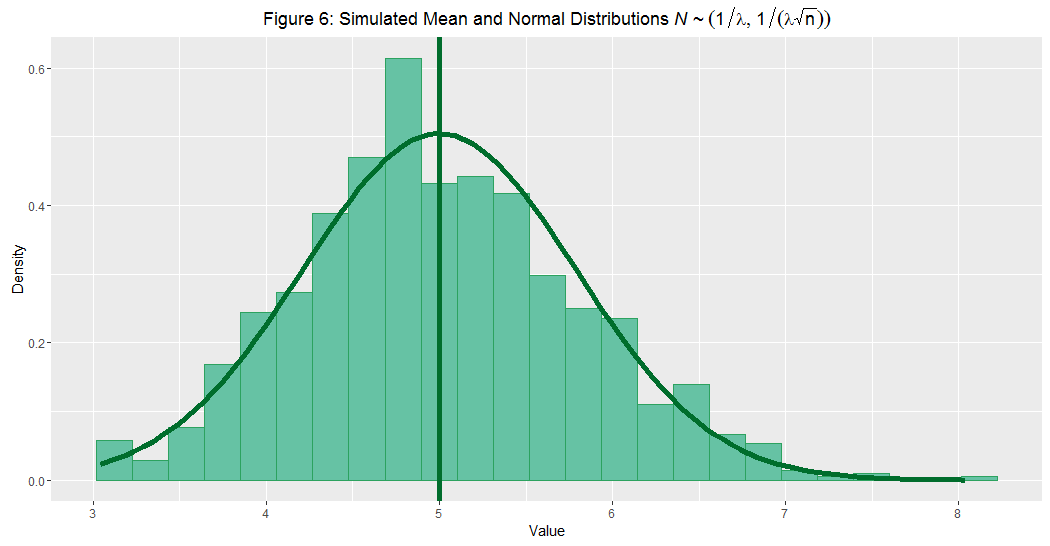 Figure 6: Simulated Mean and Normal Distributions N ~ (1/λ, 1/(λ√n))
0.6
0.4
0.2
0.0
Density
3 4 5 6 7 8
Value